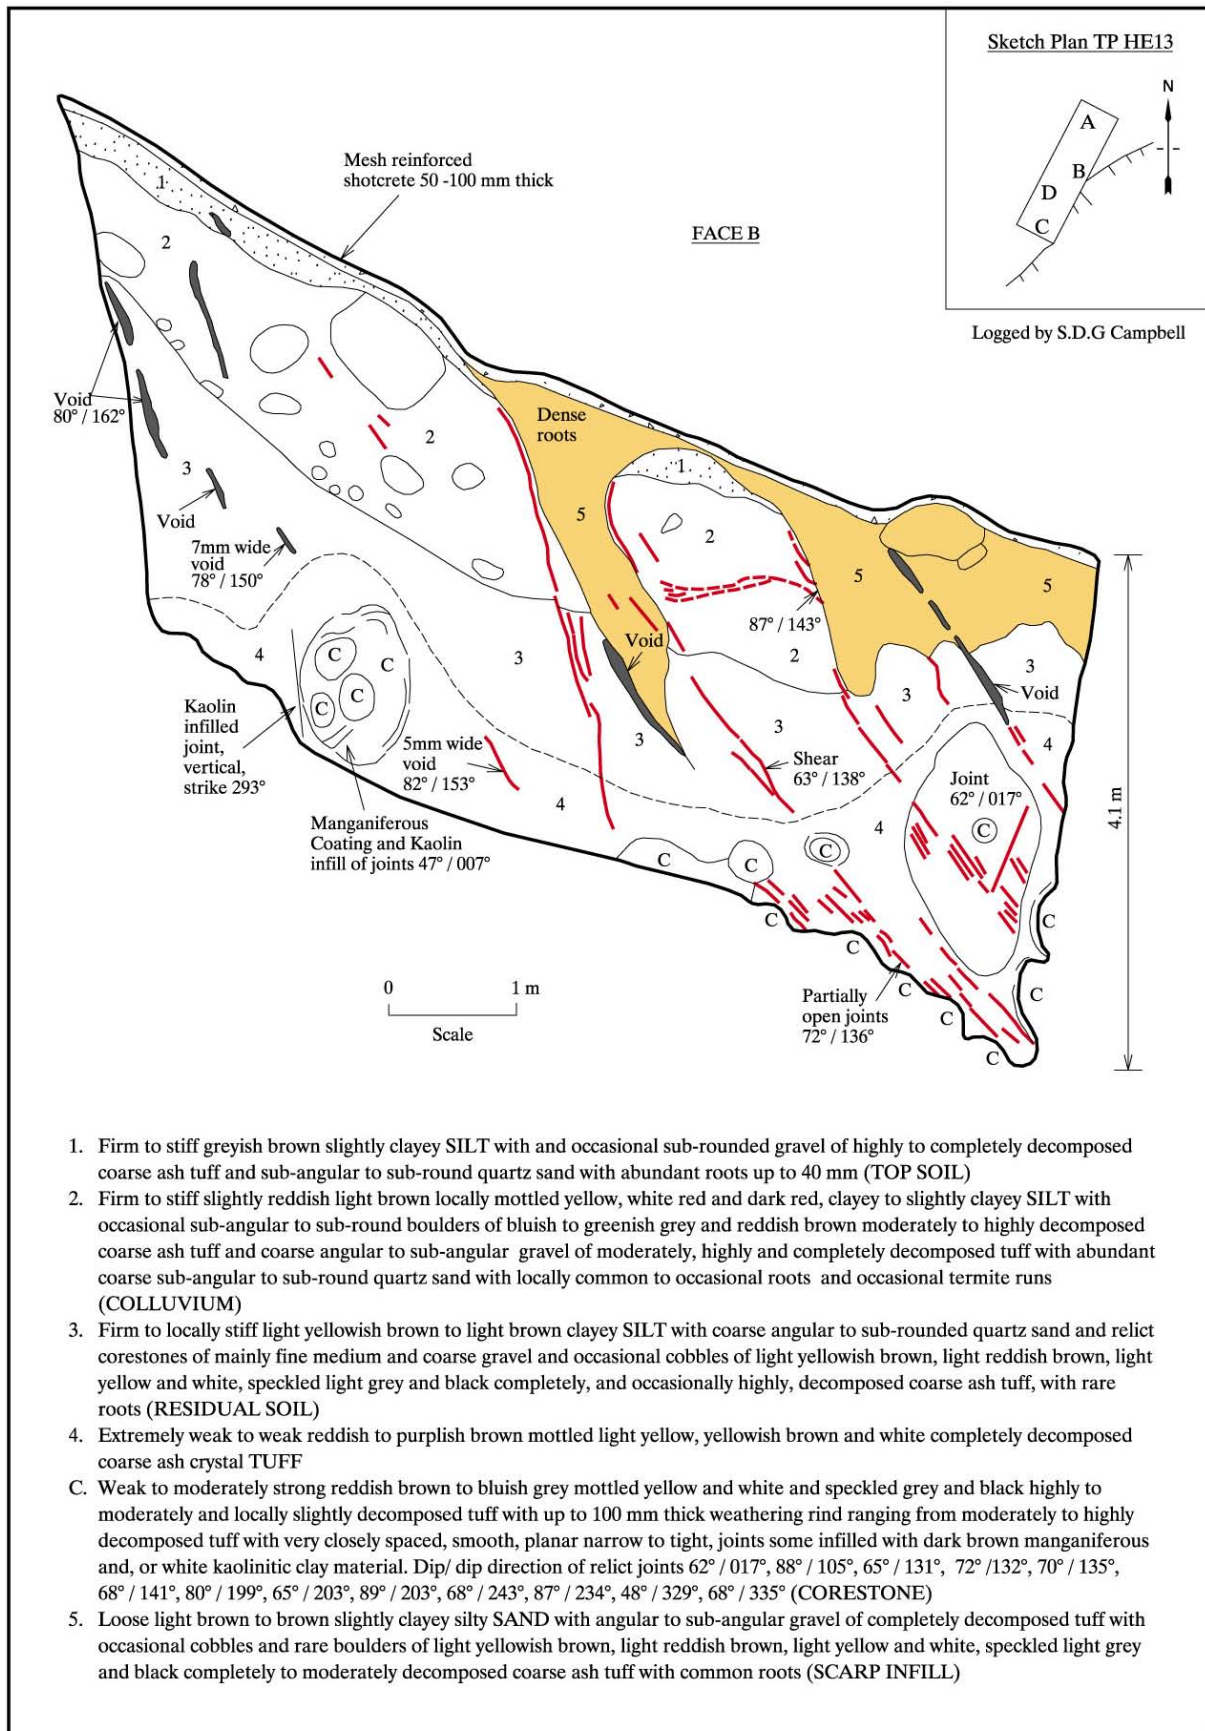 Sketch Plan TP HE13
N
A
B
D
C
Logged by S.D.G Campbell
FACE B
Mesh reinforced
shotcrete 50 -100 mm thick
1
2
Void
80° / 162°
2
Dense
roots
1
3
Void
5
2
5
5
7mm wide
void
78° / 150°
87° / 143°
Void
2
4
C
C
C
C
3
3
3
Void
Kaolin
infilled
joint,
vertical,
strike 293°
5mm wide
void
82° / 153°
3
3
4
Shear
63° / 138°
Joint
62° / 017°
4.1 m
4
4
C
Manganiferous
Coating and Kaolin
infill of joints 47° / 007°
C
C
C
C
C
C
C
C
C
C
0
1 m
Scale
Partially
open joints
72° / 136°
1. Firm to stiff greyish brown slightly clayey SILT with and occasional sub-rounded gravel of highly to completely decomposed
coarse ash tuff and sub-angular to sub-round quartz sand with abundant roots up to 40 mm (TOP SOIL)
2. Firm to stiff slightly reddish light brown locally mottled yellow, white red and dark red, clayey to slightly clayey SILT with
occasional sub-angular to sub-round boulders of bluish to greenish grey and reddish brown moderately to highly decomposed
coarse ash tuff and coarse angular to sub-angular gravel of moderately, highly and completely decomposed tuff with abundant
coarse sub-angular to sub-round quartz sand with locally common to occasional roots and occasional termite runs
(COLLUVIUM)
3. Firm to locally stiff light yellowish brown to light brown clayey SILT with coarse angular to sub-rounded quartz sand and relict
corestones of mainly fine medium and coarse gravel and occasional cobbles of light yellowish brown, light reddish brown, light
yellow and white, speckled light grey and black completely, and occasionally highly, decomposed coarse ash tuff, with rare
roots (RESIDUAL SOIL)
4. Extremely weak to weak reddish to purplish brown mottled light yellow, yellowish brown and white completely decomposed
coarse ash crystal TUFF
C. Weak to moderately strong reddish brown to bluish grey mottled yellow and white and speckled grey and black highly to
moderately and locally slightly decomposed tuff with up to 100 mm thick weathering rind ranging from moderately to highly
decomposed tuff with very closely spaced, smooth, planar narrow to tight, joints some infilled with dark brown manganiferous
and, or white kaolinitic clay material. Dip/ dip direction of relict joints 62° / 017°, 88° / 105°, 65° / 131°, 72° /132°, 70° / 135°,
68° / 141°, 80° / 199°, 65° / 203°, 89° / 203°, 68° / 243°, 87° / 234°, 48° / 329°, 68° / 335° (CORESTONE)
5. Loose light brown to brown slightly clayey silty SAND with angular to sub-angular gravel of completely decomposed tuff with
occasional cobbles and rare boulders of light yellowish brown, light reddish brown, light yellow and white, speckled light grey
and black completely to moderately decomposed coarse ash tuff with common roots (SCARP INFILL)